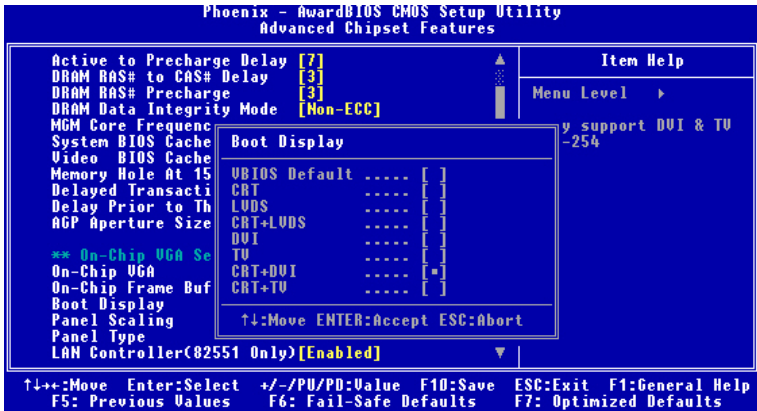 Phoenix - AwardBIOS CMOS Setup Utility
Advanced Chipset Features
Active to Precharge Delay [7]
DRAM RAS# to CAS# Delay [3]
DRAM RAS# Precharge [3]
DRAM Data Integrity Mode [Non-ECC]
MGM Core Frequenc
System BIOS Cache
Video BIOS Cache
Memory Hole At 15
Delayed Transacti
Delay Prior to Th
AGP Aperture Size
** On-Chip VGA Se
On-Chip VGA
On-Chip Frame Buf
Boot Display
Panel Scaling
Panel Type
LAN Controller(82551 Only)[Enabled]
Boot Display
VBIOS Default ..... [ ]
CRT ..... [ ]
LVDS ..... [ ]
CRT+LVDS ..... [ ]
DVI ..... [ ]
TV ..... [ ]
CRT+DVI ..... [▪]
CRT+TV ..... [ ]
↑↓:Move ENTER:Accept ESC:Abort
Item Help
Menu Level ▸
y support DVI & TV
-254
↑↓→←:Move Enter:Select +/-/PU/PD:Value F10:Save ESC:Exit F1:General Help
F5: Previous Values F6: Fail-Safe Defaults F7: Optimized Defaults